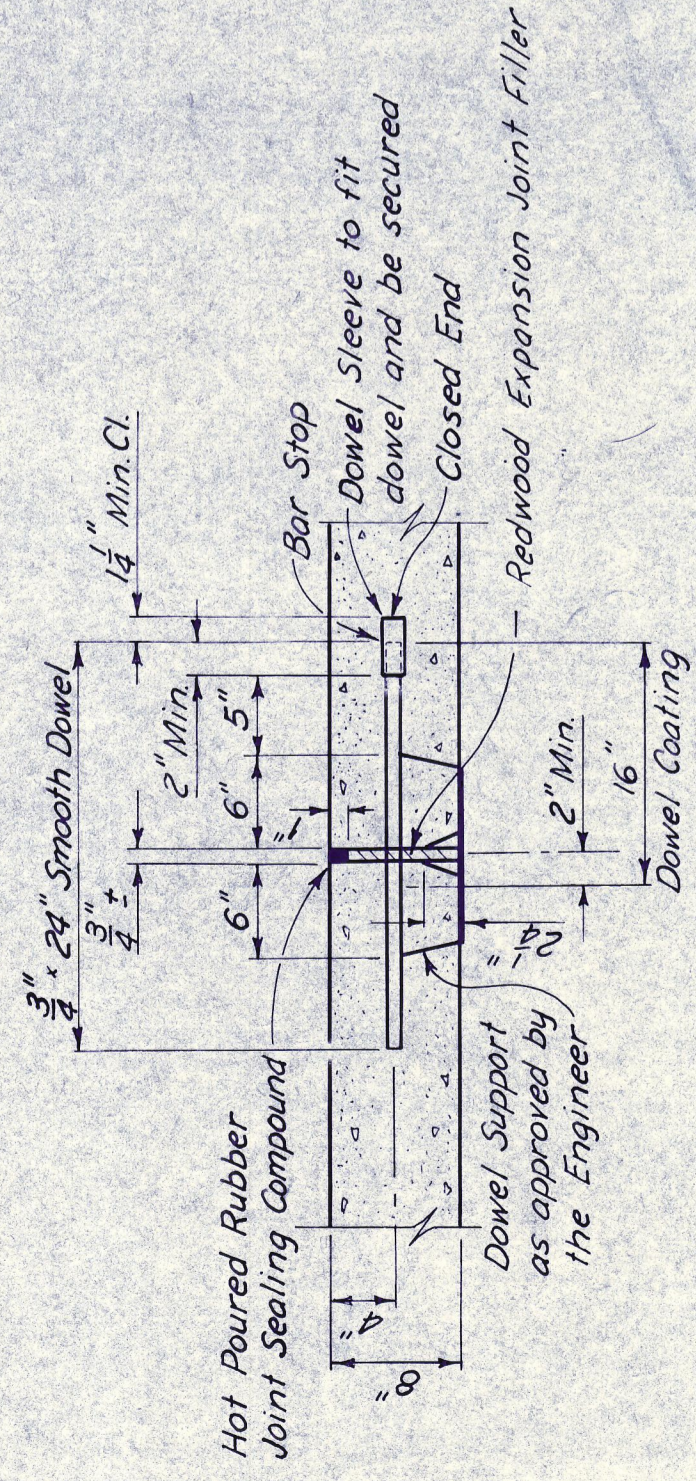 3/4" x 24" Smooth Dowel
1 1/4" Min. Cl.
3/4" ±
2" Min.
6"
6"
5"
1"
Hot Poured Rubber
Joint Sealing Compound
Bar Stop
Dowel Sleeve to fit
dowel and be secured
Closed End
Redwood Expansion Joint Filler
4"
8"
Dowel Support
as approved by
the Engineer
2 1/4"
2" Min.
16"
Dowel Coating